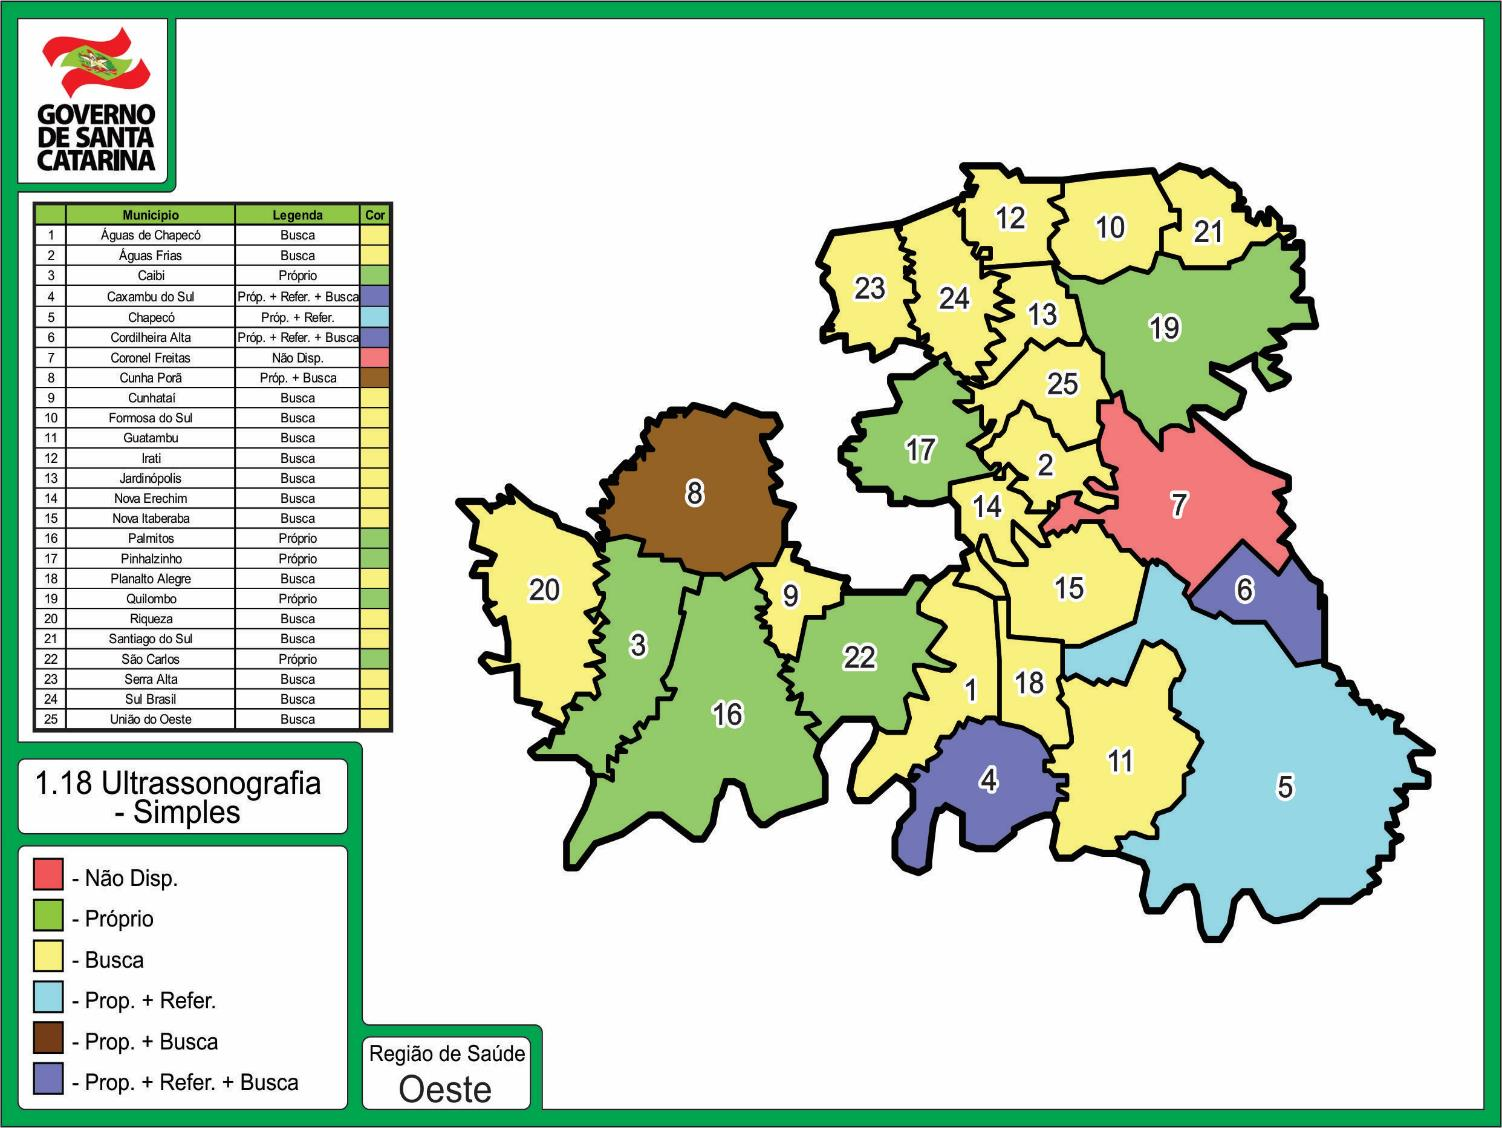 GOVERNO
DE SANTA
CATARINA
Município Legenda Cor
1 Águas de Chapecó Busca
2 Águas Frias Busca
3 Caibi Próprio
4 Caxambu do Sul Próp. + Refer. + Busca
5 Chapecó Próp. + Refer.
6 Cordilheira Alta Próp. + Refer. + Busca
7 Coronel Freitas Não Disp.
8 Cunha Porã Próp. + Busca
9 Cunhataí Busca
10 Formosa do Sul Busca
11 Guatambu Busca
12 Irati Busca
13 Jardinópolis Busca
14 Nova Erechim Busca
15 Nova Itaberaba Busca
16 Palmitos Próprio
17 Pinhalzinho Próprio
18 Planalto Alegre Busca
19 Quilombo Próprio
20 Riqueza Busca
21 Santiago do Sul Busca
22 São Carlos Próprio
23 Serra Alta Busca
24 Sul Brasil Busca
25 União do Oeste Busca
1.18 Ultrassonografia
- Simples
- Não Disp.
- Próprio
- Busca
- Prop. + Refer.
- Prop. + Busca
- Prop. + Refer. + Busca
Região de Saúde
Oeste
12
10
21
23
24
13
19
25
17
2
8
14
7
20
9
15
6
3
22
1
18
16
4
11
5